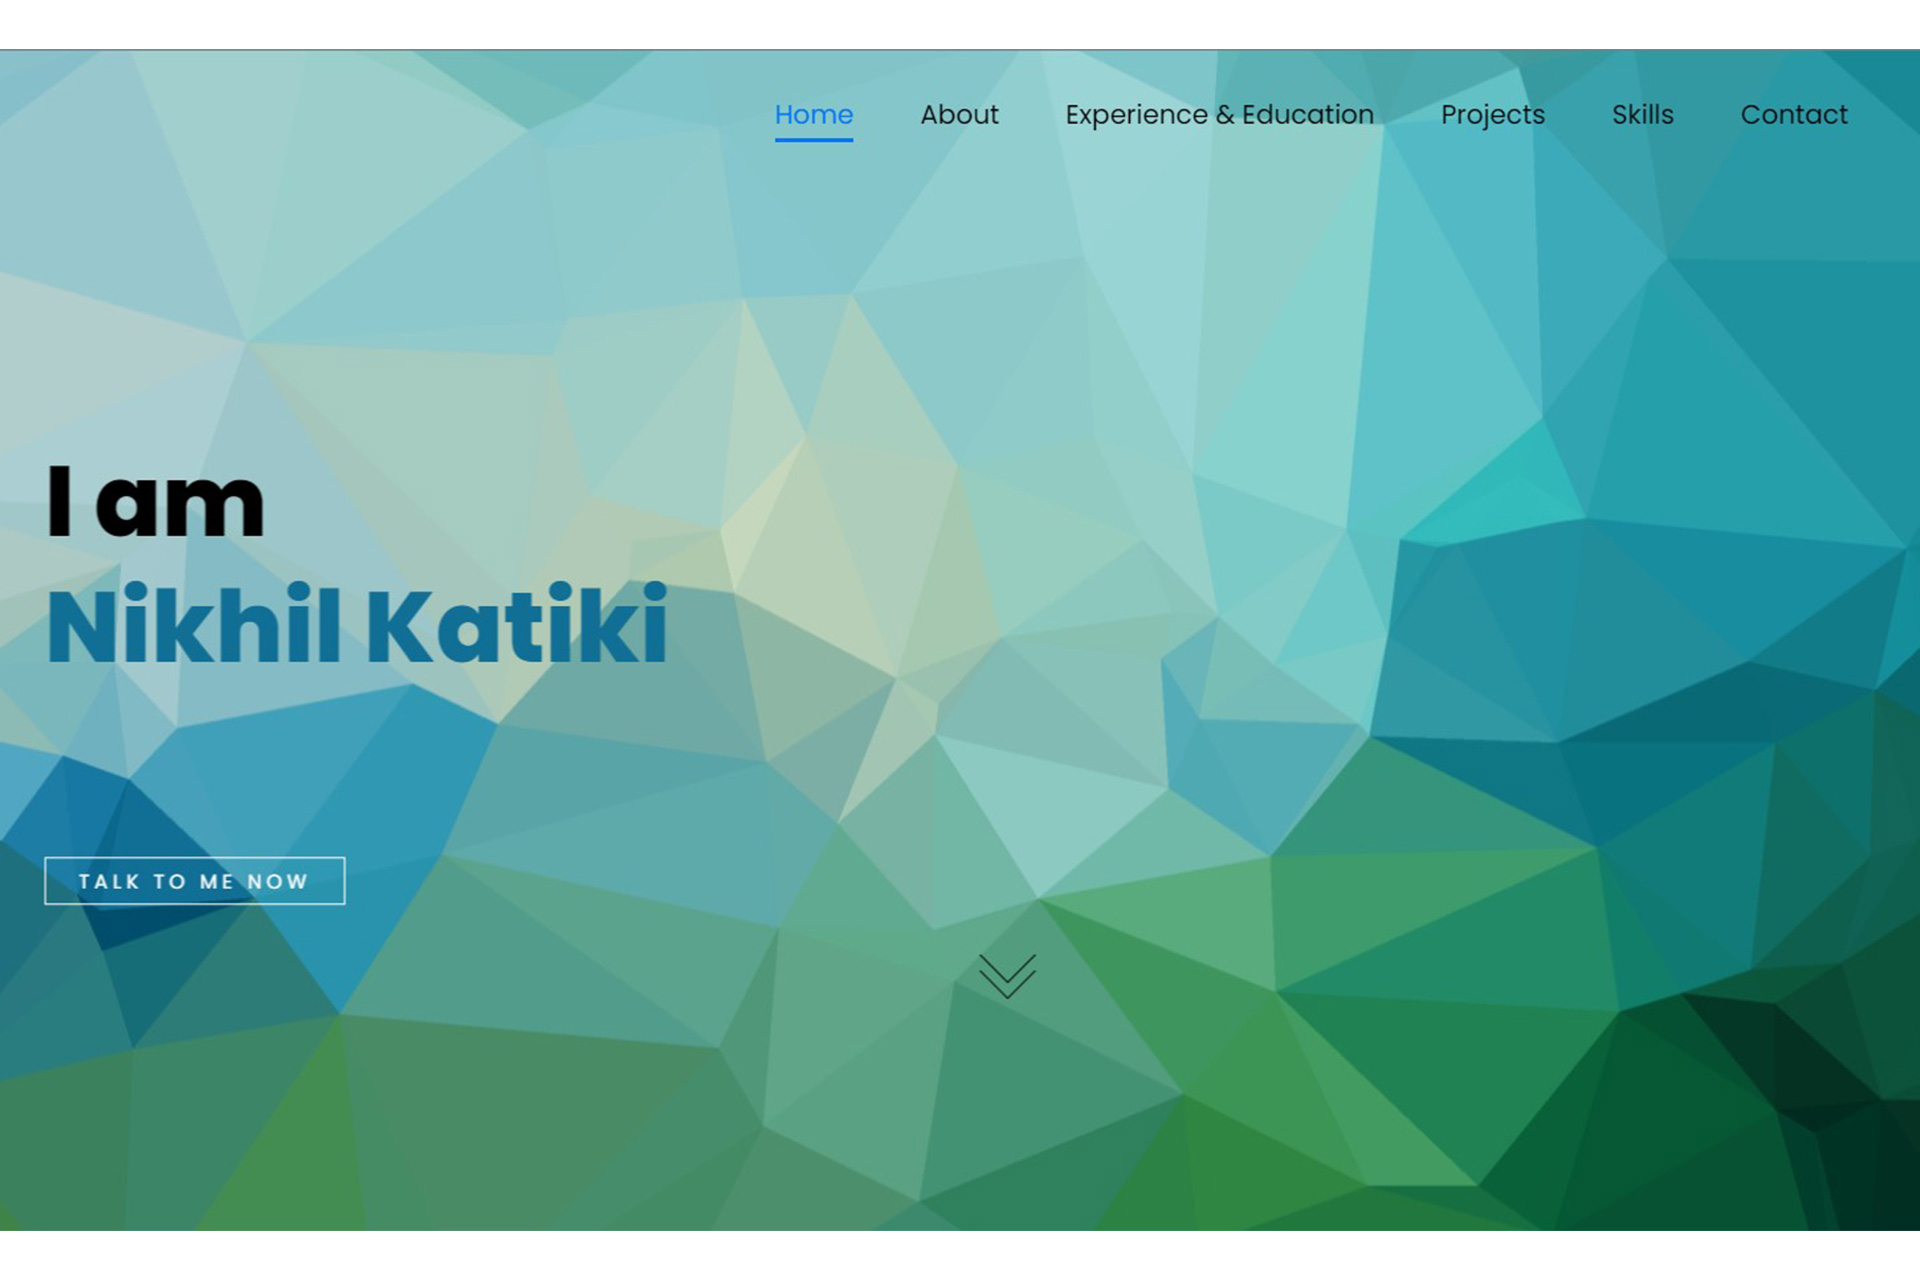 Home About Experience & Education Projects Skills Contact
I am
Nikhil Katiki
TALK TO ME NOW